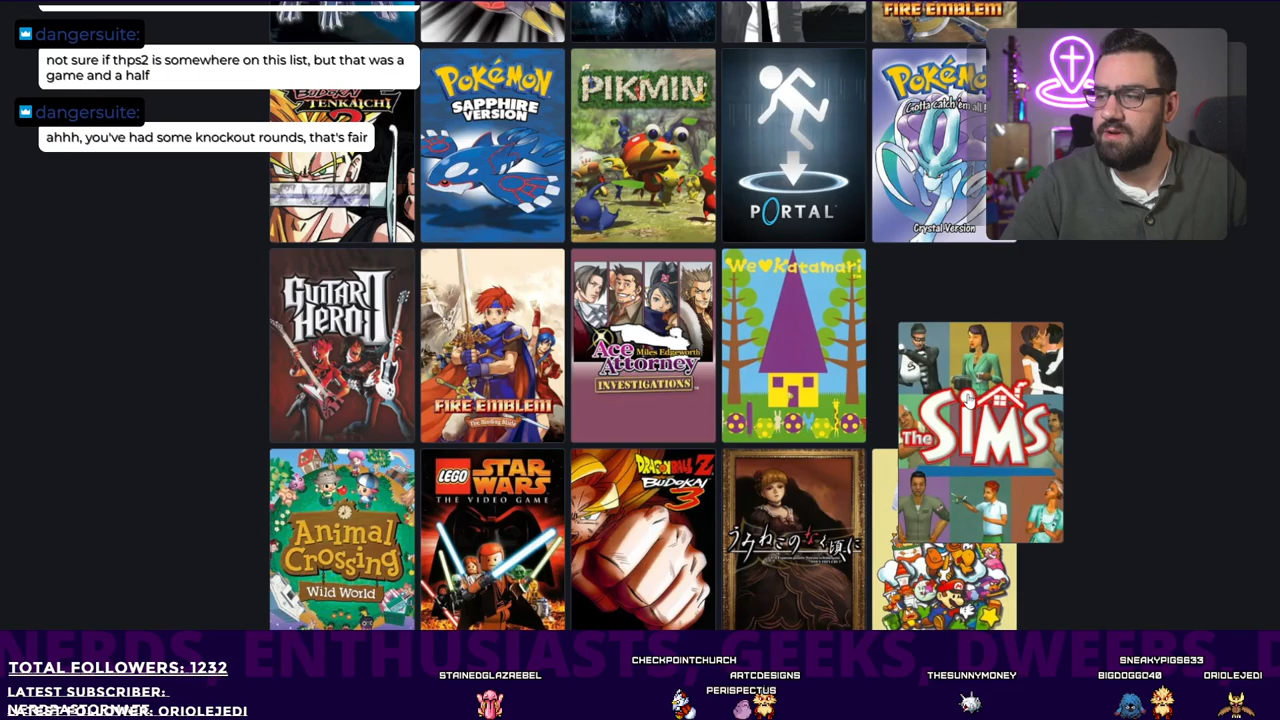 dangersuite:
not sure if thps2 is somewhere on this list, but that was a
game and a half
dangersuite:
ahhh, you've had some knockout rounds, that's fair
FIRE EMBLEM
TENKAICHI
POKéMON
SAPPHIRE
VERSION
PIKMIN
PORTAL
Gotta catch 'em all
Crystal Version
GUITAR
HERO II
FIRE EMBLEM
Ace
Miles Edgeworth
Attorney
INVESTIGATIONS
We♥Katamari
The SIMS
Animal
Crossing
Wild World
LEGO STAR
WARS
THE VIDEO GAME
DRAGONBALL Z
BUDOKAI
3
うみねこのなく頃に
NERDS, ENTHUSIASTS, GEEKS, DWEEBS,
TOTAL FOLLOWERS: 1232
LATEST SUBSCRIBER:
LATEST FOLLOWER: ORIOLEJEDI
STAINEDGLAZREBEL
CHECKPOINTCHURCH
ARTCDESIGNS
PERISPECTUS
THESUNNYMONEY
SNEAKYPIGS633
BIGDOGGO40
ORIOLEJEDI